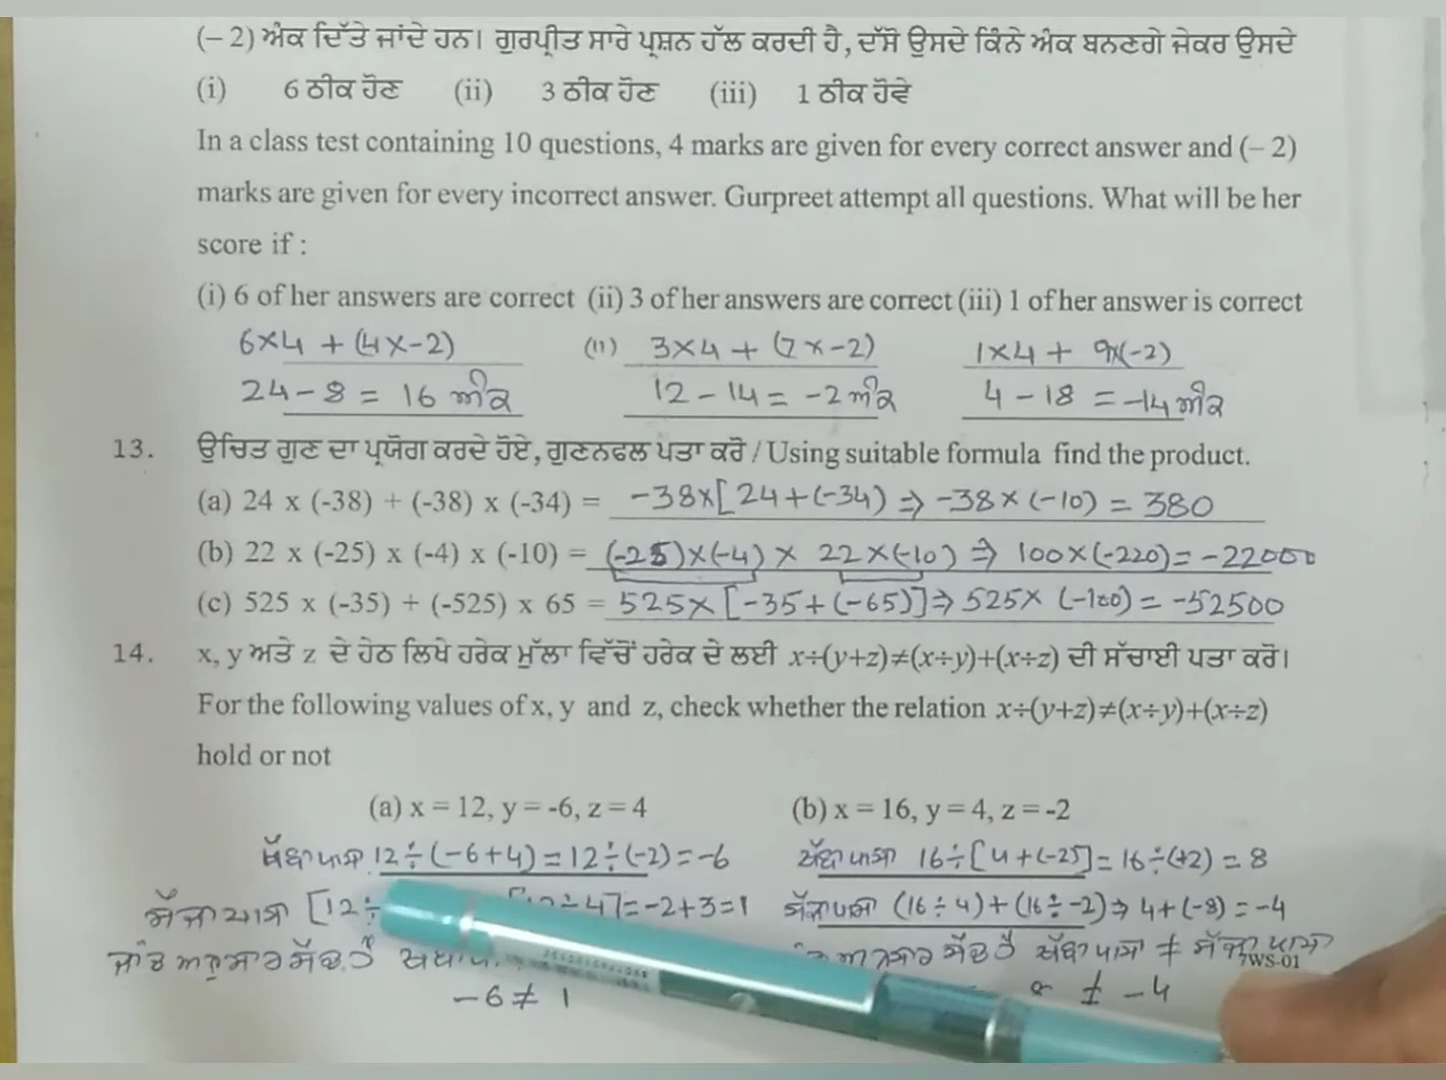 (– 2) ਅੰਕ ਦਿੱਤੇ ਜਾਂਦੇ ਹਨ। ਗੁਰਪ੍ਰੀਤ ਸਾਰੇ ਪ੍ਰਸ਼ਨ ਹੱਲ ਕਰਦੀ ਹੈ, ਦੱਸੋ ਉਸਦੇ ਕਿੰਨੇ ਅੰਕ ਬਨਣਗੇ ਜੇਕਰ ਉਸਦੇ
(i) 6 ਠੀਕ ਹੋਣ (ii) 3 ਠੀਕ ਹੋਣ (iii) 1 ਠੀਕ ਹੋਵੇ
In a class test containing 10 questions, 4 marks are given for every correct answer and (– 2)
marks are given for every incorrect answer. Gurpreet attempt all questions. What will be her
score if :
(i) 6 of her answers are correct (ii) 3 of her answers are correct (iii) 1 of her answer is correct
6×4 + (4×-2) (11) 3×4 + (7×-2) 1×4 + 9×(-2)
24-8 = 16 ਅੰਕ 12-14 = -2 ਅੰਕ 4-18 = -14 ਅੰਕ
13. ਉਚਿਤ ਗੁਣ ਦਾ ਪ੍ਰਯੋਗ ਕਰਦੇ ਹੋਏ, ਗੁਣਨਫਲ ਪਤਾ ਕਰੋ / Using suitable formula find the product.
(a) 24 x (-38) + (-38) x (-34) = -38×[24+(-34) ⇒ -38×(-10) = 380
(b) 22 x (-25) x (-4) x (-10) = (-25)×(-4) × 22×(-10) ⇒ 100×(-220) = -22000
(c) 525 x (-35) + (-525) x 65 = 525×[-35+(-65)] ⇒ 525× (-100) = -52500
14. x, y ਅਤੇ z ਦੇ ਹੇਠ ਲਿਖੇ ਹਰੇਕ ਮੁੱਲਾ ਵਿੱਚੋਂ ਹਰੇਕ ਦੇ ਲਈ x÷(y+z)≠(x÷y)+(x÷z) ਦੀ ਸੱਚਾਈ ਪਤਾ ਕਰੋ।
For the following values of x, y and z, check whether the relation x÷(y+z)≠(x÷y)+(x÷z)
hold or not
(a) x = 12, y = -6, z = 4 (b) x = 16, y = 4, z = -2
ਖੱਬਾ ਪਾਸਾ 12÷(-6+4) = 12÷(-2) = -6 ਖੱਬਾ ਪਾਸਾ 16÷[4+(-2)] = 16÷(+2) = 8
ਸੱਜਾ ਪਾਸਾ [12÷ ÷4] = -2+3 = 1 ਸੱਜਾ ਪਾਸਾ (16÷4)+(16÷-2) ⇒ 4+(-8) = -4
ਸੱਚ ਹੈ ਸੱਚ ਹੈ ਖੱਬਾ ਪਾਸਾ ≠ ਸੱਜਾ ਪਾਸਾ
7WS-01
-6 ≠ 1 ≠ -4